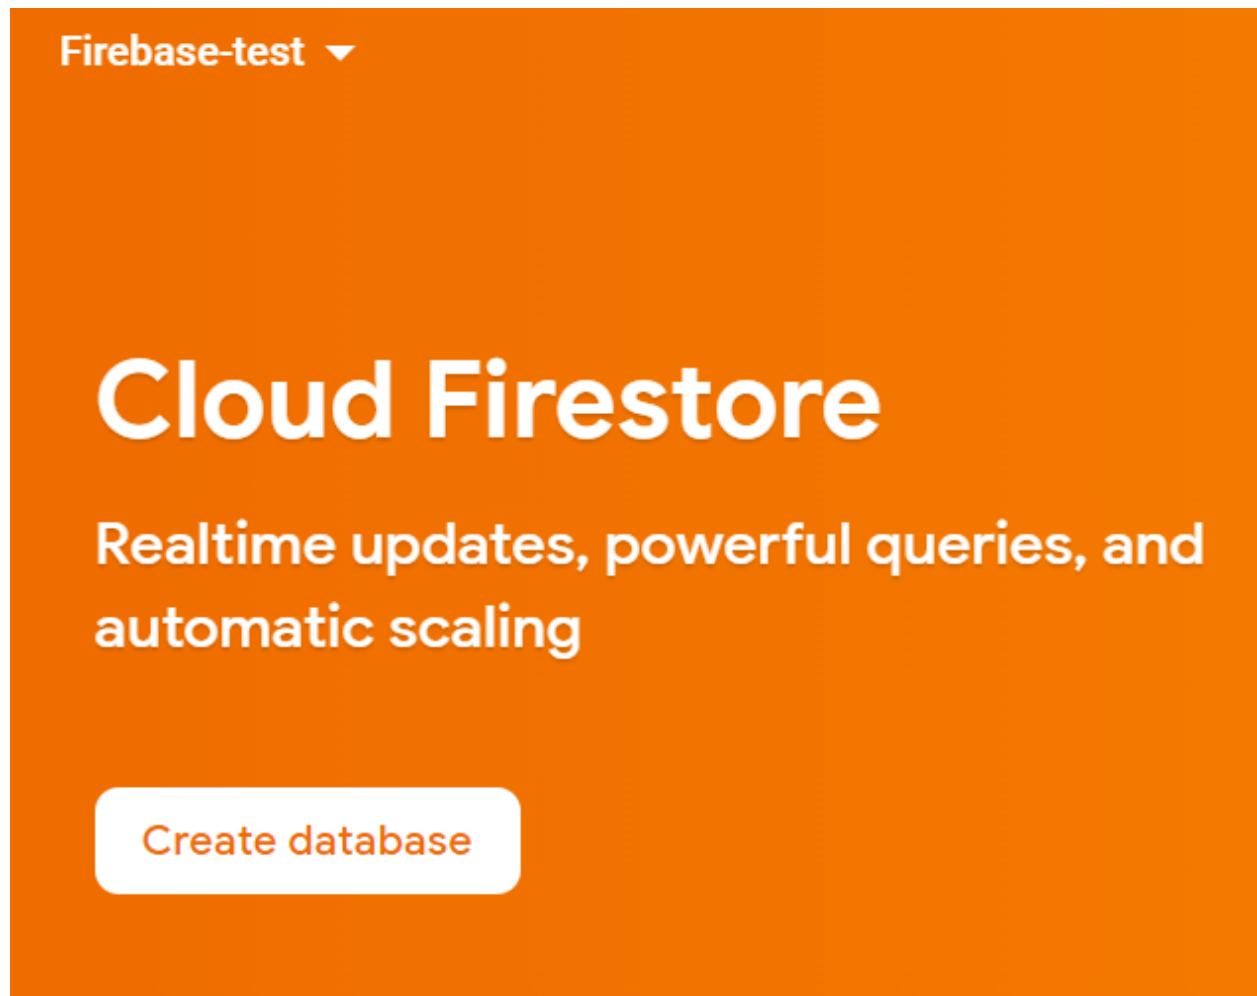 Firebase-test
Cloud Firestore
Realtime updates, powerful queries, and
automatic scaling
Create database